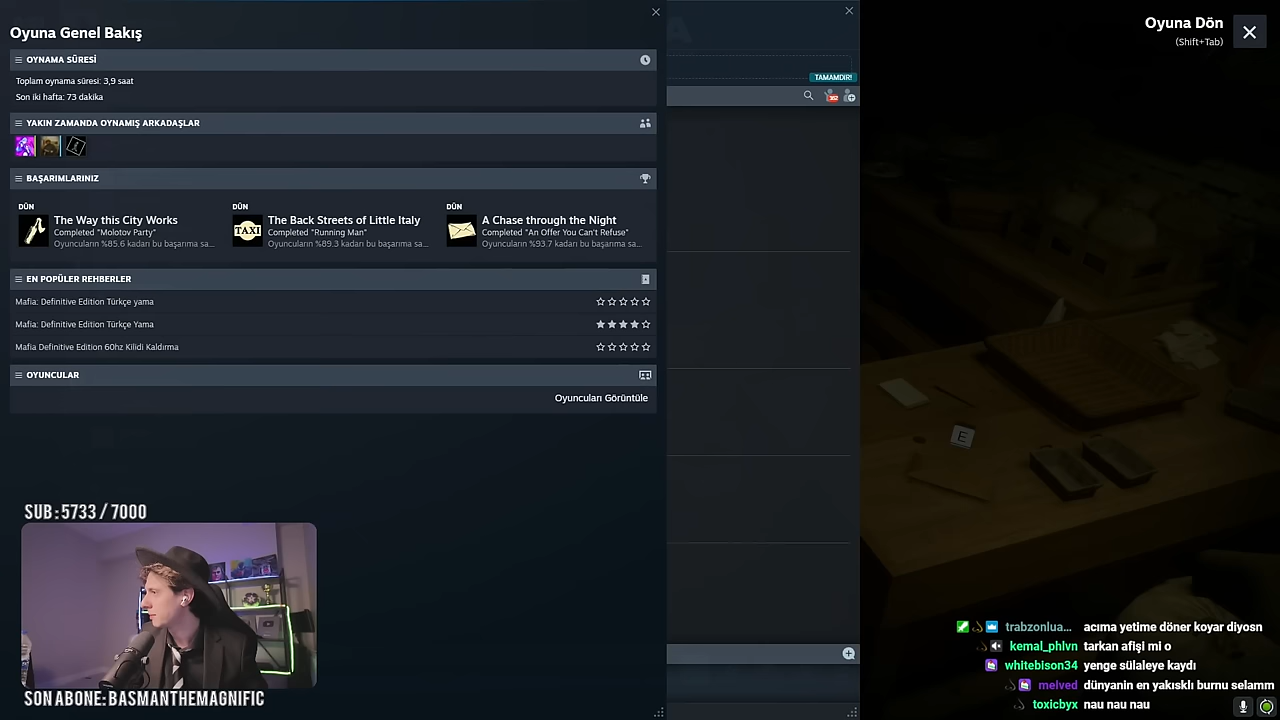 Oyuna Genel Bakış
OYNAMA SÜRESİ
Toplam oynama süresi: 3,9 saat
Son iki hafta: 73 dakika
YAKIN ZAMANDA OYNAMIŞ ARKADAŞLAR
BAŞARIMLARINIZ
DÜN
The Way this City Works
Completed "Molotov Party"
Oyuncuların %85.6 kadarı bu başarıma sa...
DÜN
The Back Streets of Little Italy
Completed "Running Man"
Oyuncuların %89.3 kadarı bu başarıma sa...
TAXI
DÜN
A Chase through the Night
Completed "An Offer You Can't Refuse"
Oyuncuların %93.7 kadarı bu başarıma sa...
EN POPÜLER REHBERLER
Mafia: Definitive Edition Türkçe yama
Mafia: Definitive Edition Türkçe Yama
Mafia Definitive Edition 60hz Kilidi Kaldırma
OYUNCULAR
Oyuncuları Görüntüle
TAMAMDIR!
Oyuna Dön
(Shift+Tab)
E
SUB: 5733 / 7000
SON ABONE: BASMANTHEMAGNIFIC
trabzonlua... acıma yetime döner koyar diyosn
kemal_phlvn tarkan afişi mi o
whitebison34 yenge sülaleye kaydı
melved dünyanin en yakısklı burnu selamm
toxicbyx nau nau nau